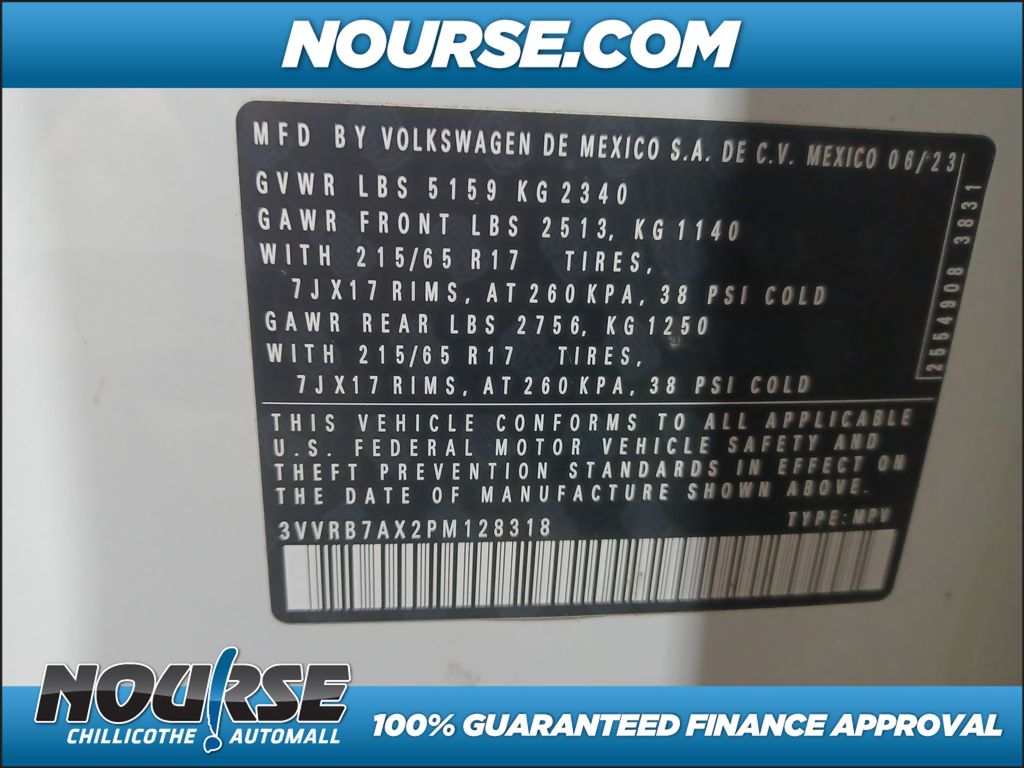 NOURSE.COM
MFD BY VOLKSWAGEN DE MEXICO S.A. DE C.V. MEXICO 06/23
GVWR LBS 5159 KG 2340
GAWR FRONT LBS 2513, KG 1140
WITH 215/65 R17 TIRES,
7JX17 RIMS, AT 260 KPA, 38 PSI COLD
GAWR REAR LBS 2756, KG 1250
WITH 215/65 R17 TIRES,
7JX17 RIMS, AT 260 KPA, 38 PSI COLD
2554908 3831
THIS VEHICLE CONFORMS TO ALL APPLICABLE
U.S. FEDERAL MOTOR VEHICLE SAFETY AND
THEFT PREVENTION STANDARDS IN EFFECT ON
THE DATE OF MANUFACTURE SHOWN ABOVE.
3VVRB7AX2PM128318 TYPE: MPV
NOURSE
CHILLICOTHE AUTOMALL
100% GUARANTEED FINANCE APPROVAL